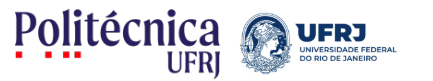 Politécnica
UFRJ
UFRJ
UNIVERSIDADE FEDERAL
DO RIO DE JANEIRO